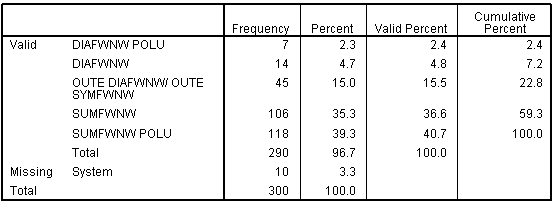 Frequency Percent Valid Percent Cumulative Percent
Valid DIAFWNW POLU 7 2.3 2.4 2.4
DIAFWNW 14 4.7 4.8 7.2
OUTE DIAFWNW/ OUTE SYMFWNW 45 15.0 15.5 22.8
SUMFWNW 106 35.3 36.6 59.3
SUMFWNW POLU 118 39.3 40.7 100.0
Total 290 96.7 100.0
Missing System 10 3.3
Total 300 100.0